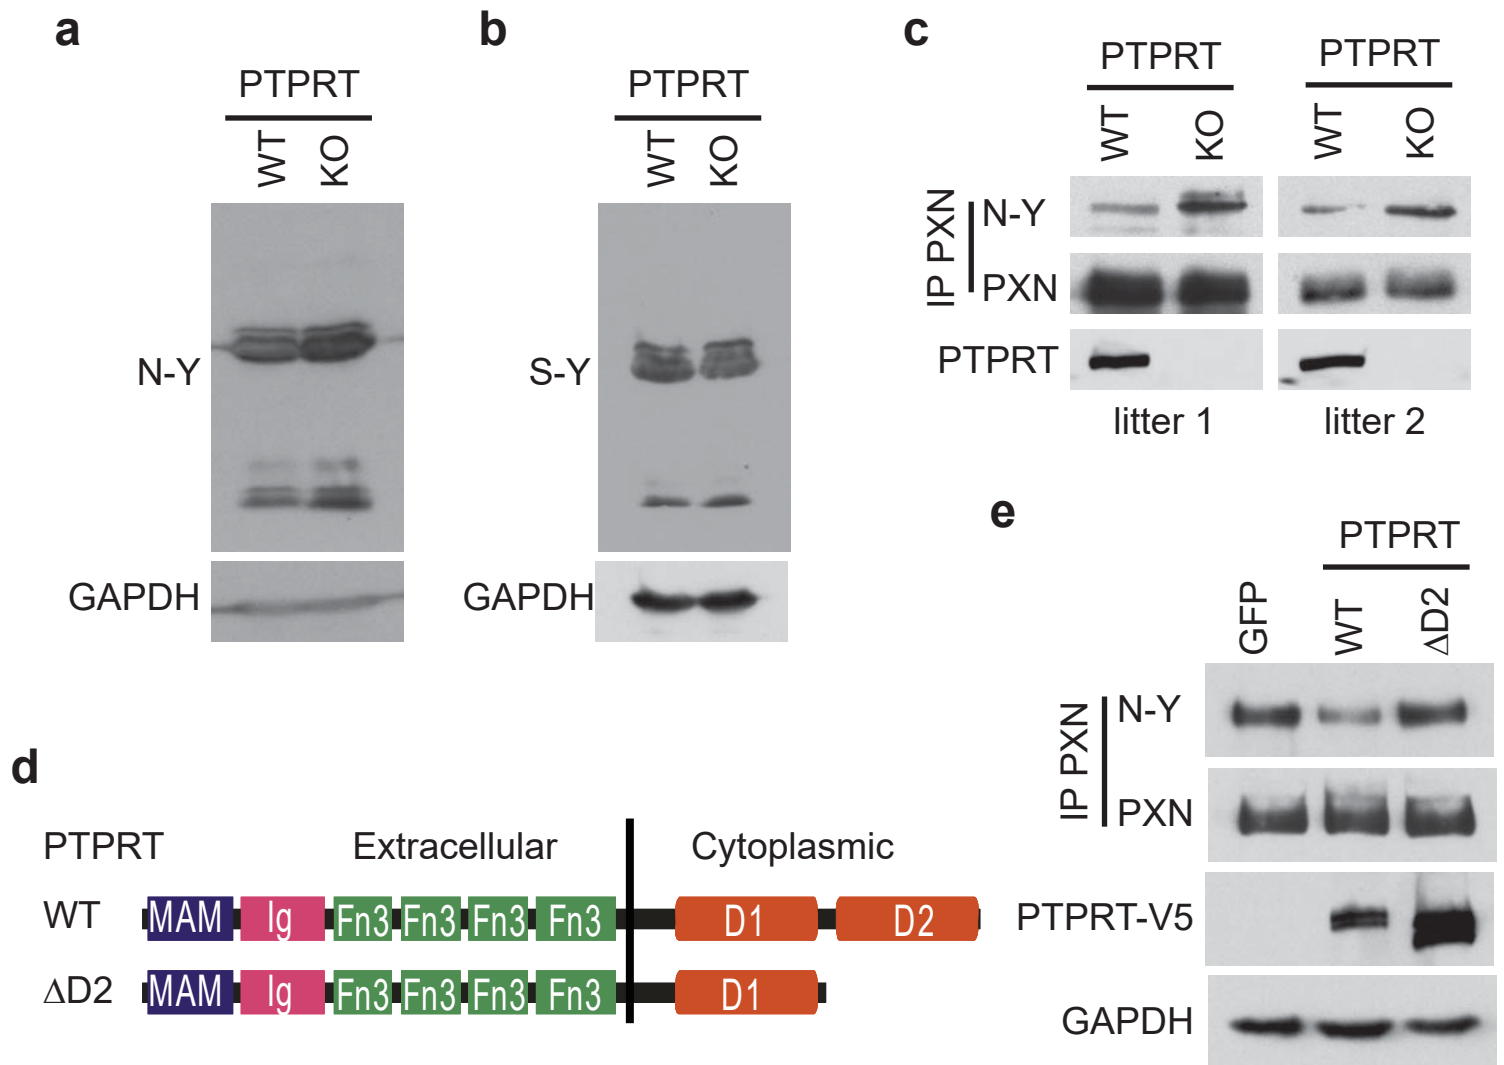 a
PTPRT
WT KO
N-Y
GAPDH
b
PTPRT
WT KO
S-Y
GAPDH
c
PTPRT PTPRT
WT KO WT KO
IP PXN
N-Y
PXN
PTPRT
litter 1 litter 2
d
PTPRT Extracellular Cytoplasmic
WT MAM Ig Fn3 Fn3 Fn3 Fn3 D1 D2
ΔD2 MAM Ig Fn3 Fn3 Fn3 Fn3 D1
e
PTPRT
GFP WT ΔD2
IP PXN
N-Y
PXN
PTPRT-V5
GAPDH